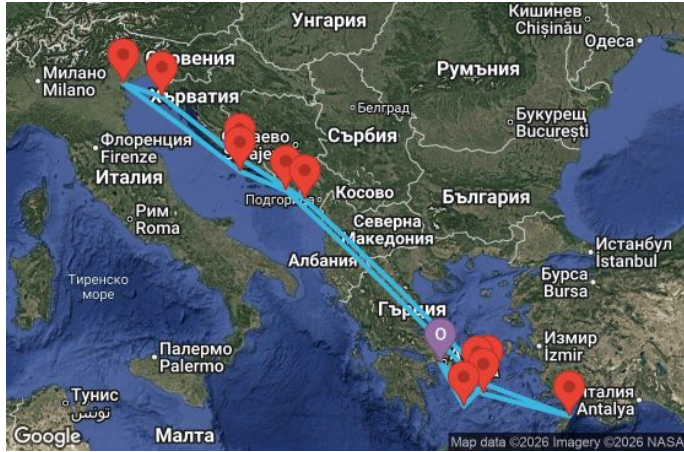 Унгария
Кишинев
Chișinău
Одеса
Словения
Милано
Milano
Хърватия
Румъния
Белград
Букурещ
București
Флоренция
Firenze
Сърбия
Италия
Подгорица
Косово
България
Рим
Roma
Северна
Македония
Истанбул
İstanbul
Албания
Бурса
Bursa
Тиренско
море
Гърция
O
Измир
İzmir
Палермо
Palermo
Тунис
تونس
Анталия
Antalya
Малта
Google
Map data ©2026 Imagery ©2026 NASA